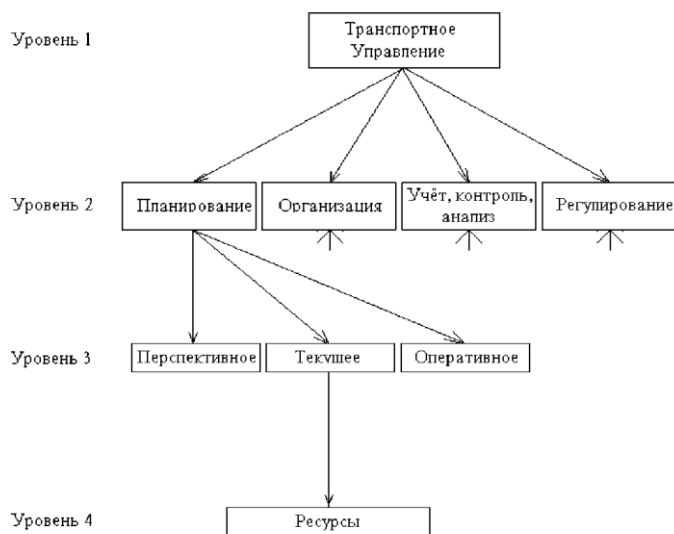 Уровень 1
Транспортное
Управление
Уровень 2
Планирование
Организация
Учёт, контроль,
анализ
Регулирование
Уровень 3
Перспективное
Текущее
Оперативное
Уровень 4
Ресурсы